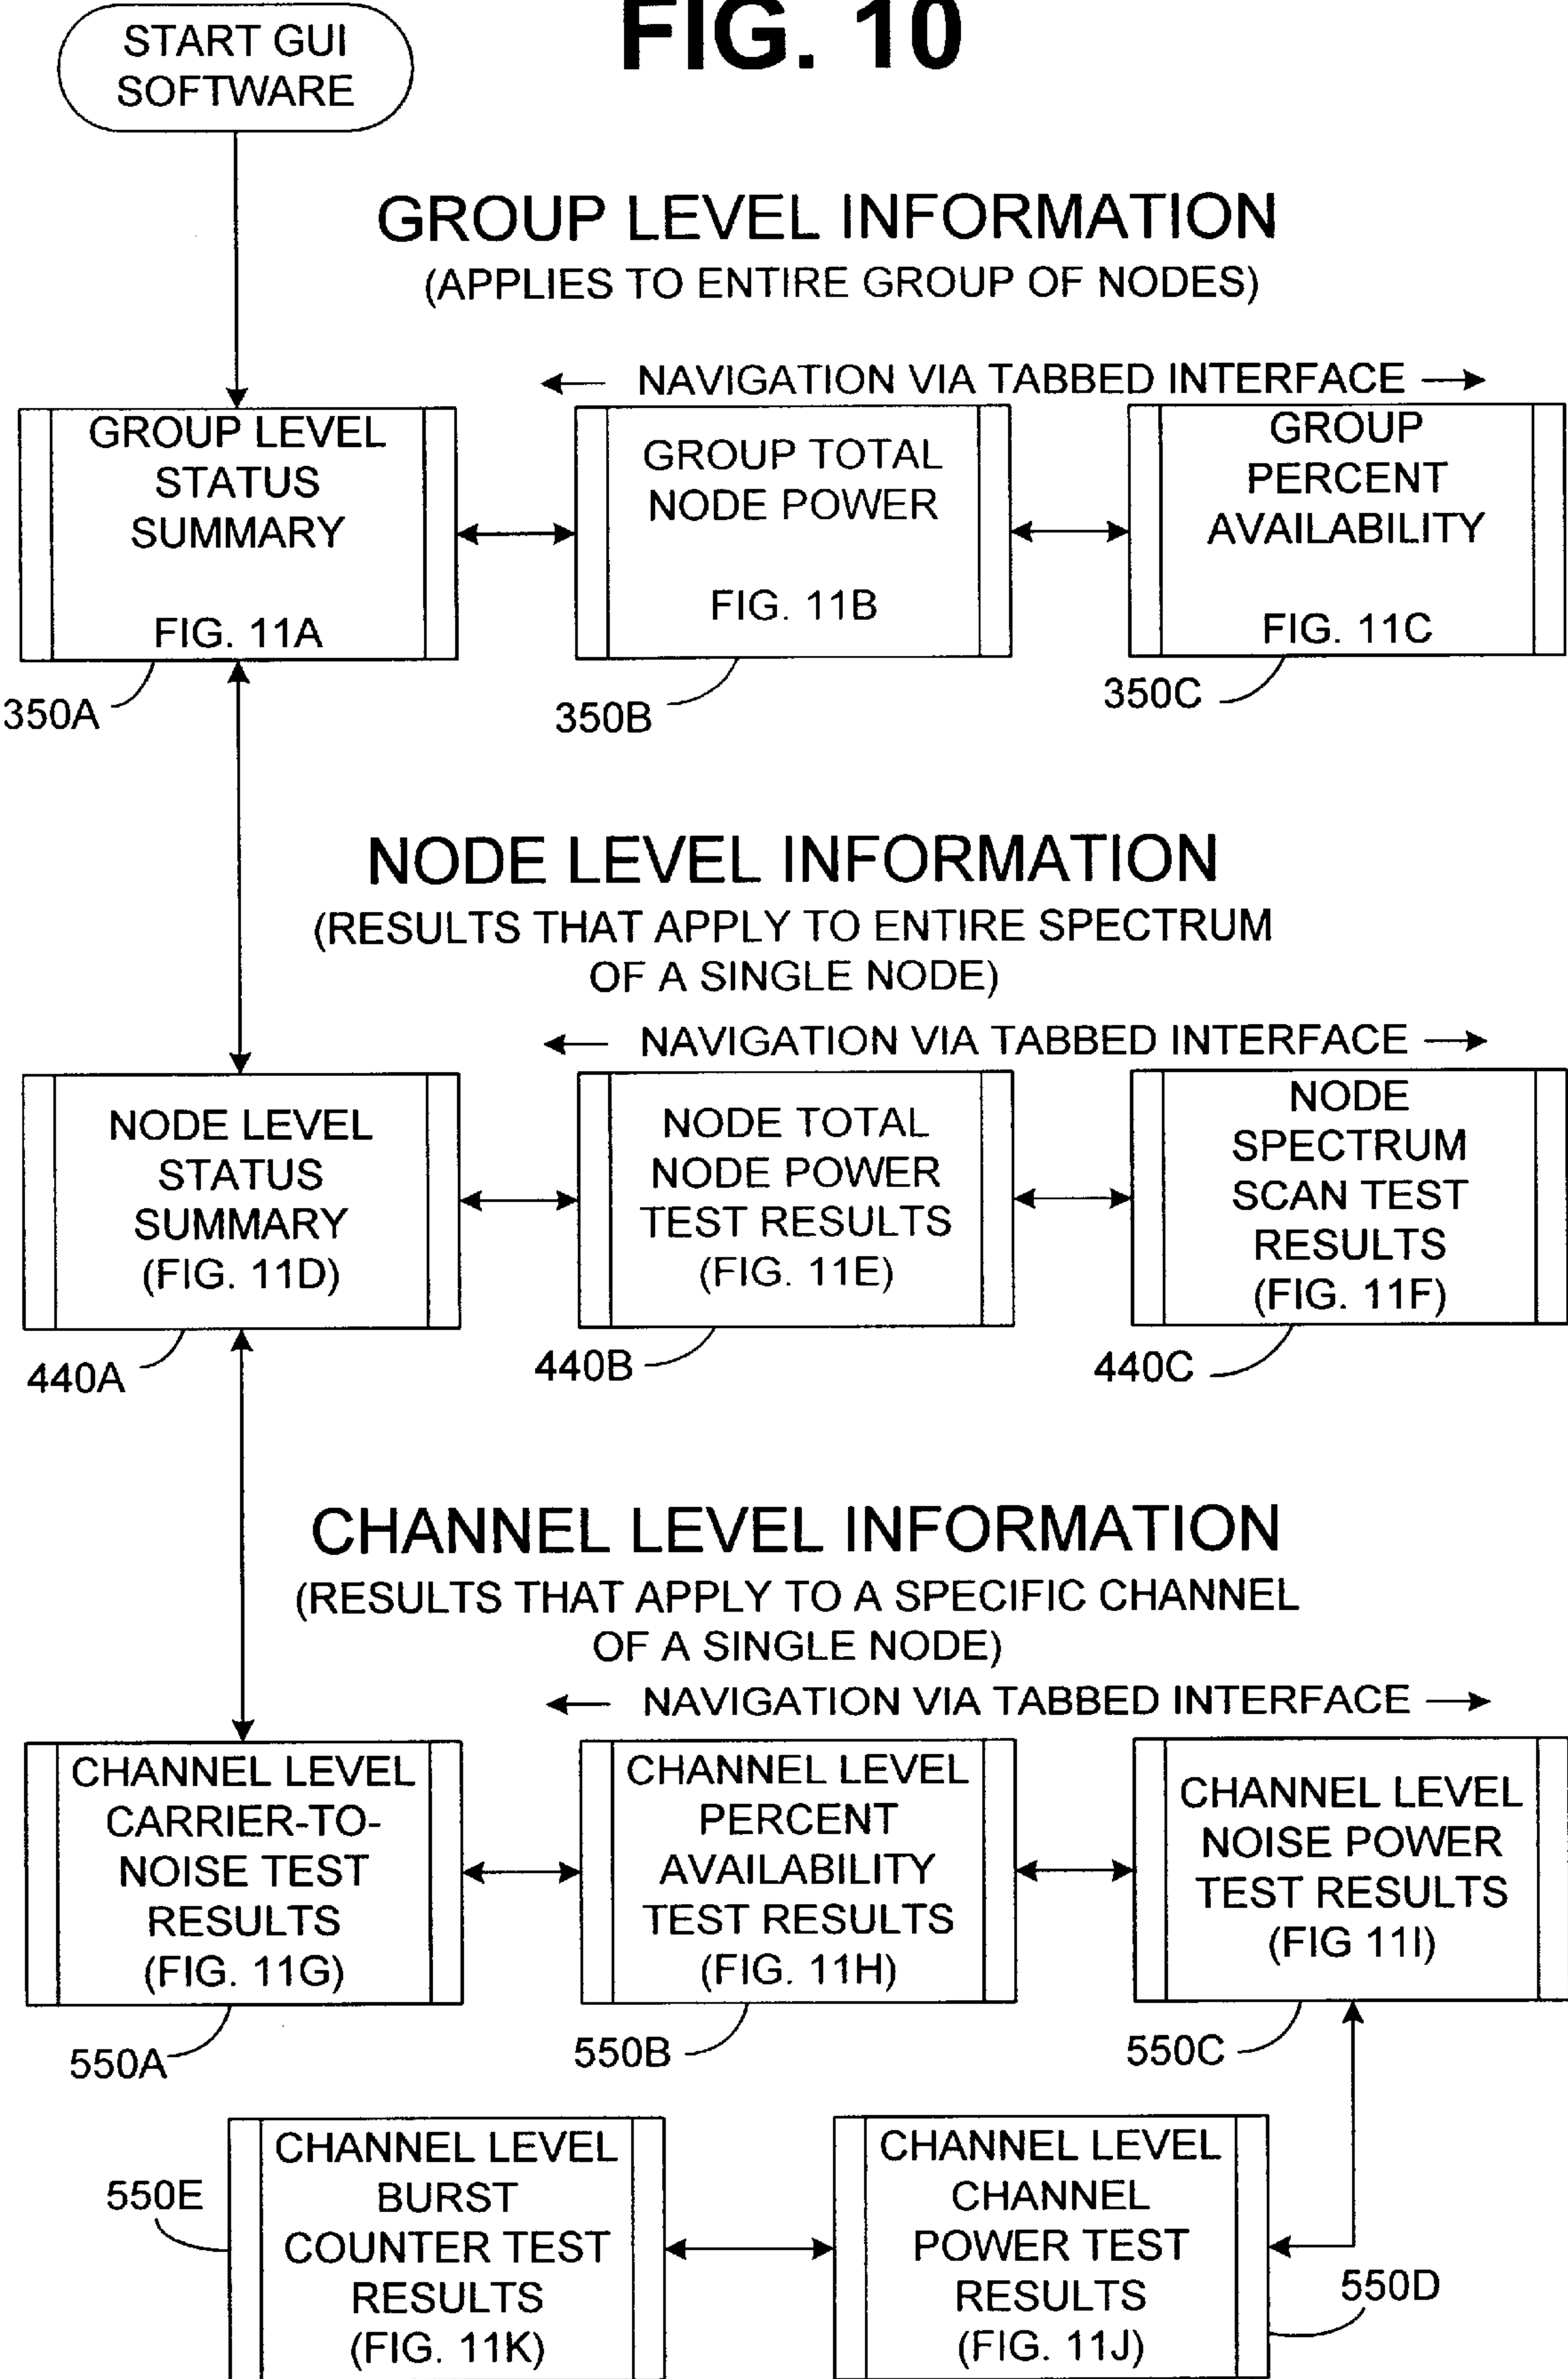 FIG. 10
START GUI
SOFTWARE
GROUP LEVEL INFORMATION
(APPLIES TO ENTIRE GROUP OF NODES)
← NAVIGATION VIA TABBED INTERFACE →
GROUP LEVEL
STATUS
SUMMARY
FIG. 11A
350A
GROUP TOTAL
NODE POWER
FIG. 11B
350B
GROUP
PERCENT
AVAILABILITY
FIG. 11C
350C
NODE LEVEL INFORMATION
(RESULTS THAT APPLY TO ENTIRE SPECTRUM
OF A SINGLE NODE)
← NAVIGATION VIA TABBED INTERFACE →
NODE LEVEL
STATUS
SUMMARY
(FIG. 11D)
440A
NODE TOTAL
NODE POWER
TEST RESULTS
(FIG. 11E)
440B
NODE
SPECTRUM
SCAN TEST
RESULTS
(FIG. 11F)
440C
CHANNEL LEVEL INFORMATION
(RESULTS THAT APPLY TO A SPECIFIC CHANNEL
OF A SINGLE NODE)
← NAVIGATION VIA TABBED INTERFACE →
CHANNEL LEVEL
CARRIER-TO-
NOISE TEST
RESULTS
(FIG. 11G)
550A
CHANNEL LEVEL
PERCENT
AVAILABILITY
TEST RESULTS
(FIG. 11H)
550B
CHANNEL LEVEL
NOISE POWER
TEST RESULTS
(FIG 11I)
550C
550E
CHANNEL LEVEL
BURST
COUNTER TEST
RESULTS
(FIG. 11K)
CHANNEL LEVEL
CHANNEL
POWER TEST
RESULTS
(FIG. 11J)
550D